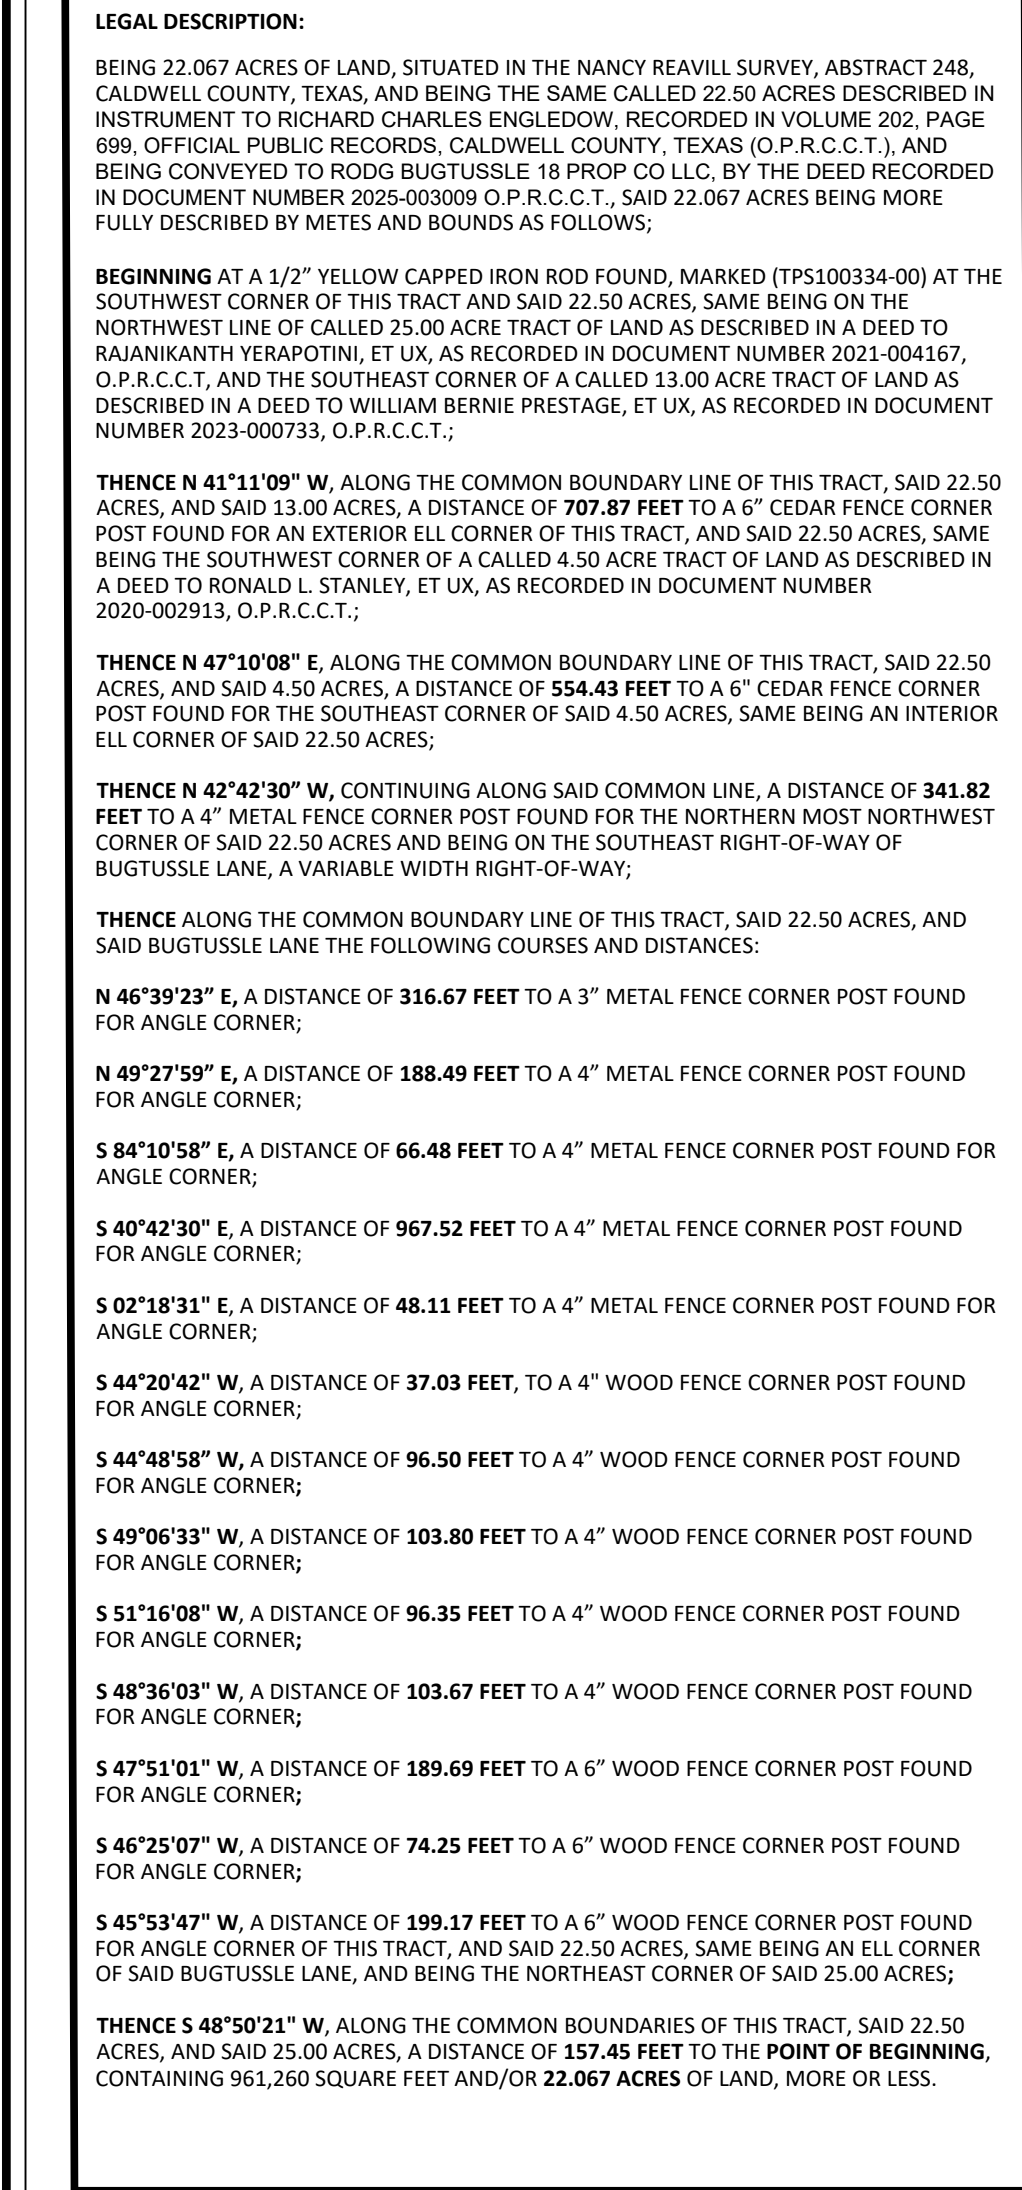 LEGAL DESCRIPTION:
BEING 22.067 ACRES OF LAND, SITUATED IN THE NANCY REAVILL SURVEY, ABSTRACT 248,
CALDWELL COUNTY, TEXAS, AND BEING THE SAME CALLED 22.50 ACRES DESCRIBED IN
INSTRUMENT TO RICHARD CHARLES ENGLEDOW, RECORDED IN VOLUME 202, PAGE
699, OFFICIAL PUBLIC RECORDS, CALDWELL COUNTY, TEXAS (O.P.R.C.C.T.), AND
BEING CONVEYED TO RODG BUGTUSSLE 18 PROP CO LLC, BY THE DEED RECORDED
IN DOCUMENT NUMBER 2025-003009 O.P.R.C.C.T., SAID 22.067 ACRES BEING MORE
FULLY DESCRIBED BY METES AND BOUNDS AS FOLLOWS;
BEGINNING AT A 1/2” YELLOW CAPPED IRON ROD FOUND, MARKED (TPS100334-00) AT THE
SOUTHWEST CORNER OF THIS TRACT AND SAID 22.50 ACRES, SAME BEING ON THE
NORTHWEST LINE OF CALLED 25.00 ACRE TRACT OF LAND AS DESCRIBED IN A DEED TO
RAJANIKANTH YERAPOTINI, ET UX, AS RECORDED IN DOCUMENT NUMBER 2021-004167,
O.P.R.C.C.T, AND THE SOUTHEAST CORNER OF A CALLED 13.00 ACRE TRACT OF LAND AS
DESCRIBED IN A DEED TO WILLIAM BERNIE PRESTAGE, ET UX, AS RECORDED IN DOCUMENT
NUMBER 2023-000733, O.P.R.C.C.T.;
THENCE N 41°11'09" W, ALONG THE COMMON BOUNDARY LINE OF THIS TRACT, SAID 22.50
ACRES, AND SAID 13.00 ACRES, A DISTANCE OF 707.87 FEET TO A 6” CEDAR FENCE CORNER
POST FOUND FOR AN EXTERIOR ELL CORNER OF THIS TRACT, AND SAID 22.50 ACRES, SAME
BEING THE SOUTHWEST CORNER OF A CALLED 4.50 ACRE TRACT OF LAND AS DESCRIBED IN
A DEED TO RONALD L. STANLEY, ET UX, AS RECORDED IN DOCUMENT NUMBER
2020-002913, O.P.R.C.C.T.;
THENCE N 47°10'08" E, ALONG THE COMMON BOUNDARY LINE OF THIS TRACT, SAID 22.50
ACRES, AND SAID 4.50 ACRES, A DISTANCE OF 554.43 FEET TO A 6" CEDAR FENCE CORNER
POST FOUND FOR THE SOUTHEAST CORNER OF SAID 4.50 ACRES, SAME BEING AN INTERIOR
ELL CORNER OF SAID 22.50 ACRES;
THENCE N 42°42'30” W, CONTINUING ALONG SAID COMMON LINE, A DISTANCE OF 341.82
FEET TO A 4” METAL FENCE CORNER POST FOUND FOR THE NORTHERN MOST NORTHWEST
CORNER OF SAID 22.50 ACRES AND BEING ON THE SOUTHEAST RIGHT-OF-WAY OF
BUGTUSSLE LANE, A VARIABLE WIDTH RIGHT-OF-WAY;
THENCE ALONG THE COMMON BOUNDARY LINE OF THIS TRACT, SAID 22.50 ACRES, AND
SAID BUGTUSSLE LANE THE FOLLOWING COURSES AND DISTANCES:
N 46°39'23” E, A DISTANCE OF 316.67 FEET TO A 3” METAL FENCE CORNER POST FOUND
FOR ANGLE CORNER;
N 49°27'59” E, A DISTANCE OF 188.49 FEET TO A 4” METAL FENCE CORNER POST FOUND
FOR ANGLE CORNER;
S 84°10'58” E, A DISTANCE OF 66.48 FEET TO A 4” METAL FENCE CORNER POST FOUND FOR
ANGLE CORNER;
S 40°42'30" E, A DISTANCE OF 967.52 FEET TO A 4” METAL FENCE CORNER POST FOUND
FOR ANGLE CORNER;
S 02°18'31" E, A DISTANCE OF 48.11 FEET TO A 4” METAL FENCE CORNER POST FOUND FOR
ANGLE CORNER;
S 44°20'42" W, A DISTANCE OF 37.03 FEET, TO A 4" WOOD FENCE CORNER POST FOUND
FOR ANGLE CORNER;
S 44°48'58” W, A DISTANCE OF 96.50 FEET TO A 4” WOOD FENCE CORNER POST FOUND
FOR ANGLE CORNER;
S 49°06'33" W, A DISTANCE OF 103.80 FEET TO A 4” WOOD FENCE CORNER POST FOUND
FOR ANGLE CORNER;
S 51°16'08" W, A DISTANCE OF 96.35 FEET TO A 4” WOOD FENCE CORNER POST FOUND
FOR ANGLE CORNER;
S 48°36'03" W, A DISTANCE OF 103.67 FEET TO A 4” WOOD FENCE CORNER POST FOUND
FOR ANGLE CORNER;
S 47°51'01" W, A DISTANCE OF 189.69 FEET TO A 6” WOOD FENCE CORNER POST FOUND
FOR ANGLE CORNER;
S 46°25'07" W, A DISTANCE OF 74.25 FEET TO A 6” WOOD FENCE CORNER POST FOUND
FOR ANGLE CORNER;
S 45°53'47" W, A DISTANCE OF 199.17 FEET TO A 6” WOOD FENCE CORNER POST FOUND
FOR ANGLE CORNER OF THIS TRACT, AND SAID 22.50 ACRES, SAME BEING AN ELL CORNER
OF SAID BUGTUSSLE LANE, AND BEING THE NORTHEAST CORNER OF SAID 25.00 ACRES;
THENCE S 48°50'21" W, ALONG THE COMMON BOUNDARIES OF THIS TRACT, SAID 22.50
ACRES, AND SAID 25.00 ACRES, A DISTANCE OF 157.45 FEET TO THE POINT OF BEGINNING,
CONTAINING 961,260 SQUARE FEET AND/OR 22.067 ACRES OF LAND, MORE OR LESS.